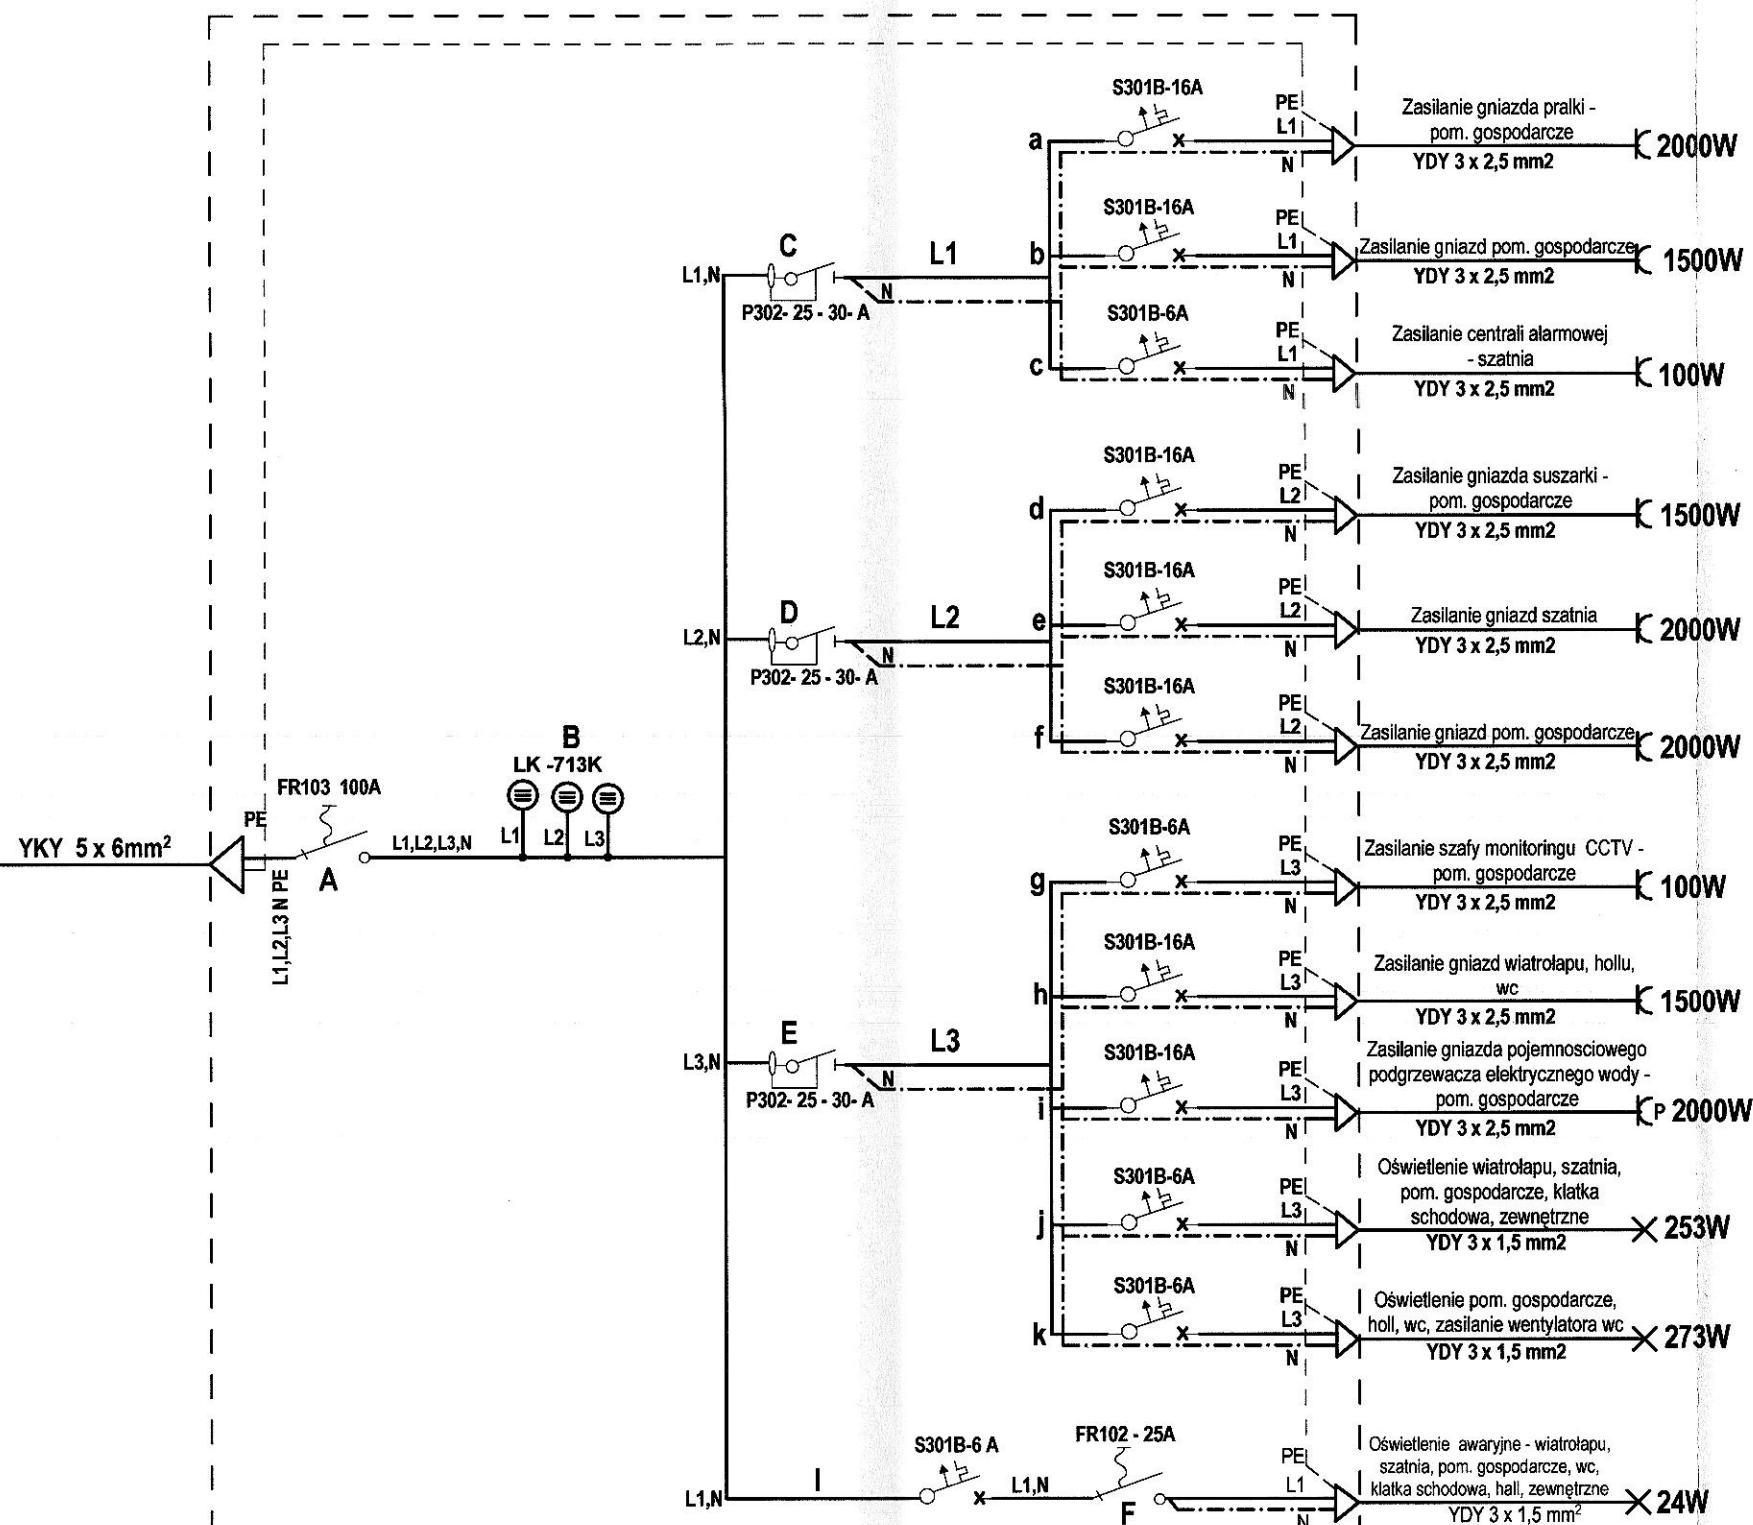 S301B-16A
a
PE
L1
N
Zasilanie gniazda pralki -
pom. gospodarcze
YDY 3 x 2,5 mm2
2000W
S301B-16A
b
PE
L1
N
Zasilanie gniazd pom. gospodarcze
YDY 3 x 2,5 mm2
1500W
L1,N
C
P302- 25 - 30- A
L1
N
S301B-6A
c
PE
L1
N
Zasilanie centrali alarmowej
- szatnia
YDY 3 x 2,5 mm2
100W
S301B-16A
d
PE
L2
N
Zasilanie gniazda suszarki -
pom. gospodarcze
YDY 3 x 2,5 mm2
1500W
S301B-16A
e
PE
L2
N
Zasilanie gniazd szatnia
YDY 3 x 2,5 mm2
2000W
L2,N
D
P302- 25 - 30- A
L2
N
S301B-16A
f
PE
L2
N
Zasilanie gniazd pom. gospodarcze
YDY 3 x 2,5 mm2
2000W
B
LK -713K
L1
L2
L3
FR103 100A
PE
YKY 5 x 6mm²
L1,L2,L3,N
A
L1,L2,L3 N PE
S301B-6A
g
PE
L3
N
Zasilanie szafy monitoringu CCTV -
pom. gospodarcze
YDY 3 x 2,5 mm2
100W
S301B-16A
h
PE
L3
N
Zasilanie gniazd wiatrołapu, hollu,
wc
YDY 3 x 2,5 mm2
1500W
L3,N
E
P302- 25 - 30- A
L3
N
S301B-16A
i
PE
L3
N
Zasilanie gniazda pojemnosciowego
podgrzewacza elektrycznego wody -
pom. gospodarcze
YDY 3 x 2,5 mm2
P 2000W
S301B-6A
j
PE
L3
N
Oświetlenie wiatrołapu, szatnia,
pom. gospodarcze, klatka
schodowa, zewnętrzne
YDY 3 x 1,5 mm2
253W
S301B-6A
k
PE
L3
N
Oświetlenie pom. gospodarcze,
holl, wc, zasilanie wentylatora wc
YDY 3 x 1,5 mm2
273W
L1,N
I
S301B-6 A
L1,N
FR102 - 25A
F
PE
L1
N
Oświetlenie awaryjne - wiatrołapu,
szatnia, pom. gospodarcze, wc,
klatka schodowa, hall, zewnętrzne
YDY 3 x 1,5 mm²
24W